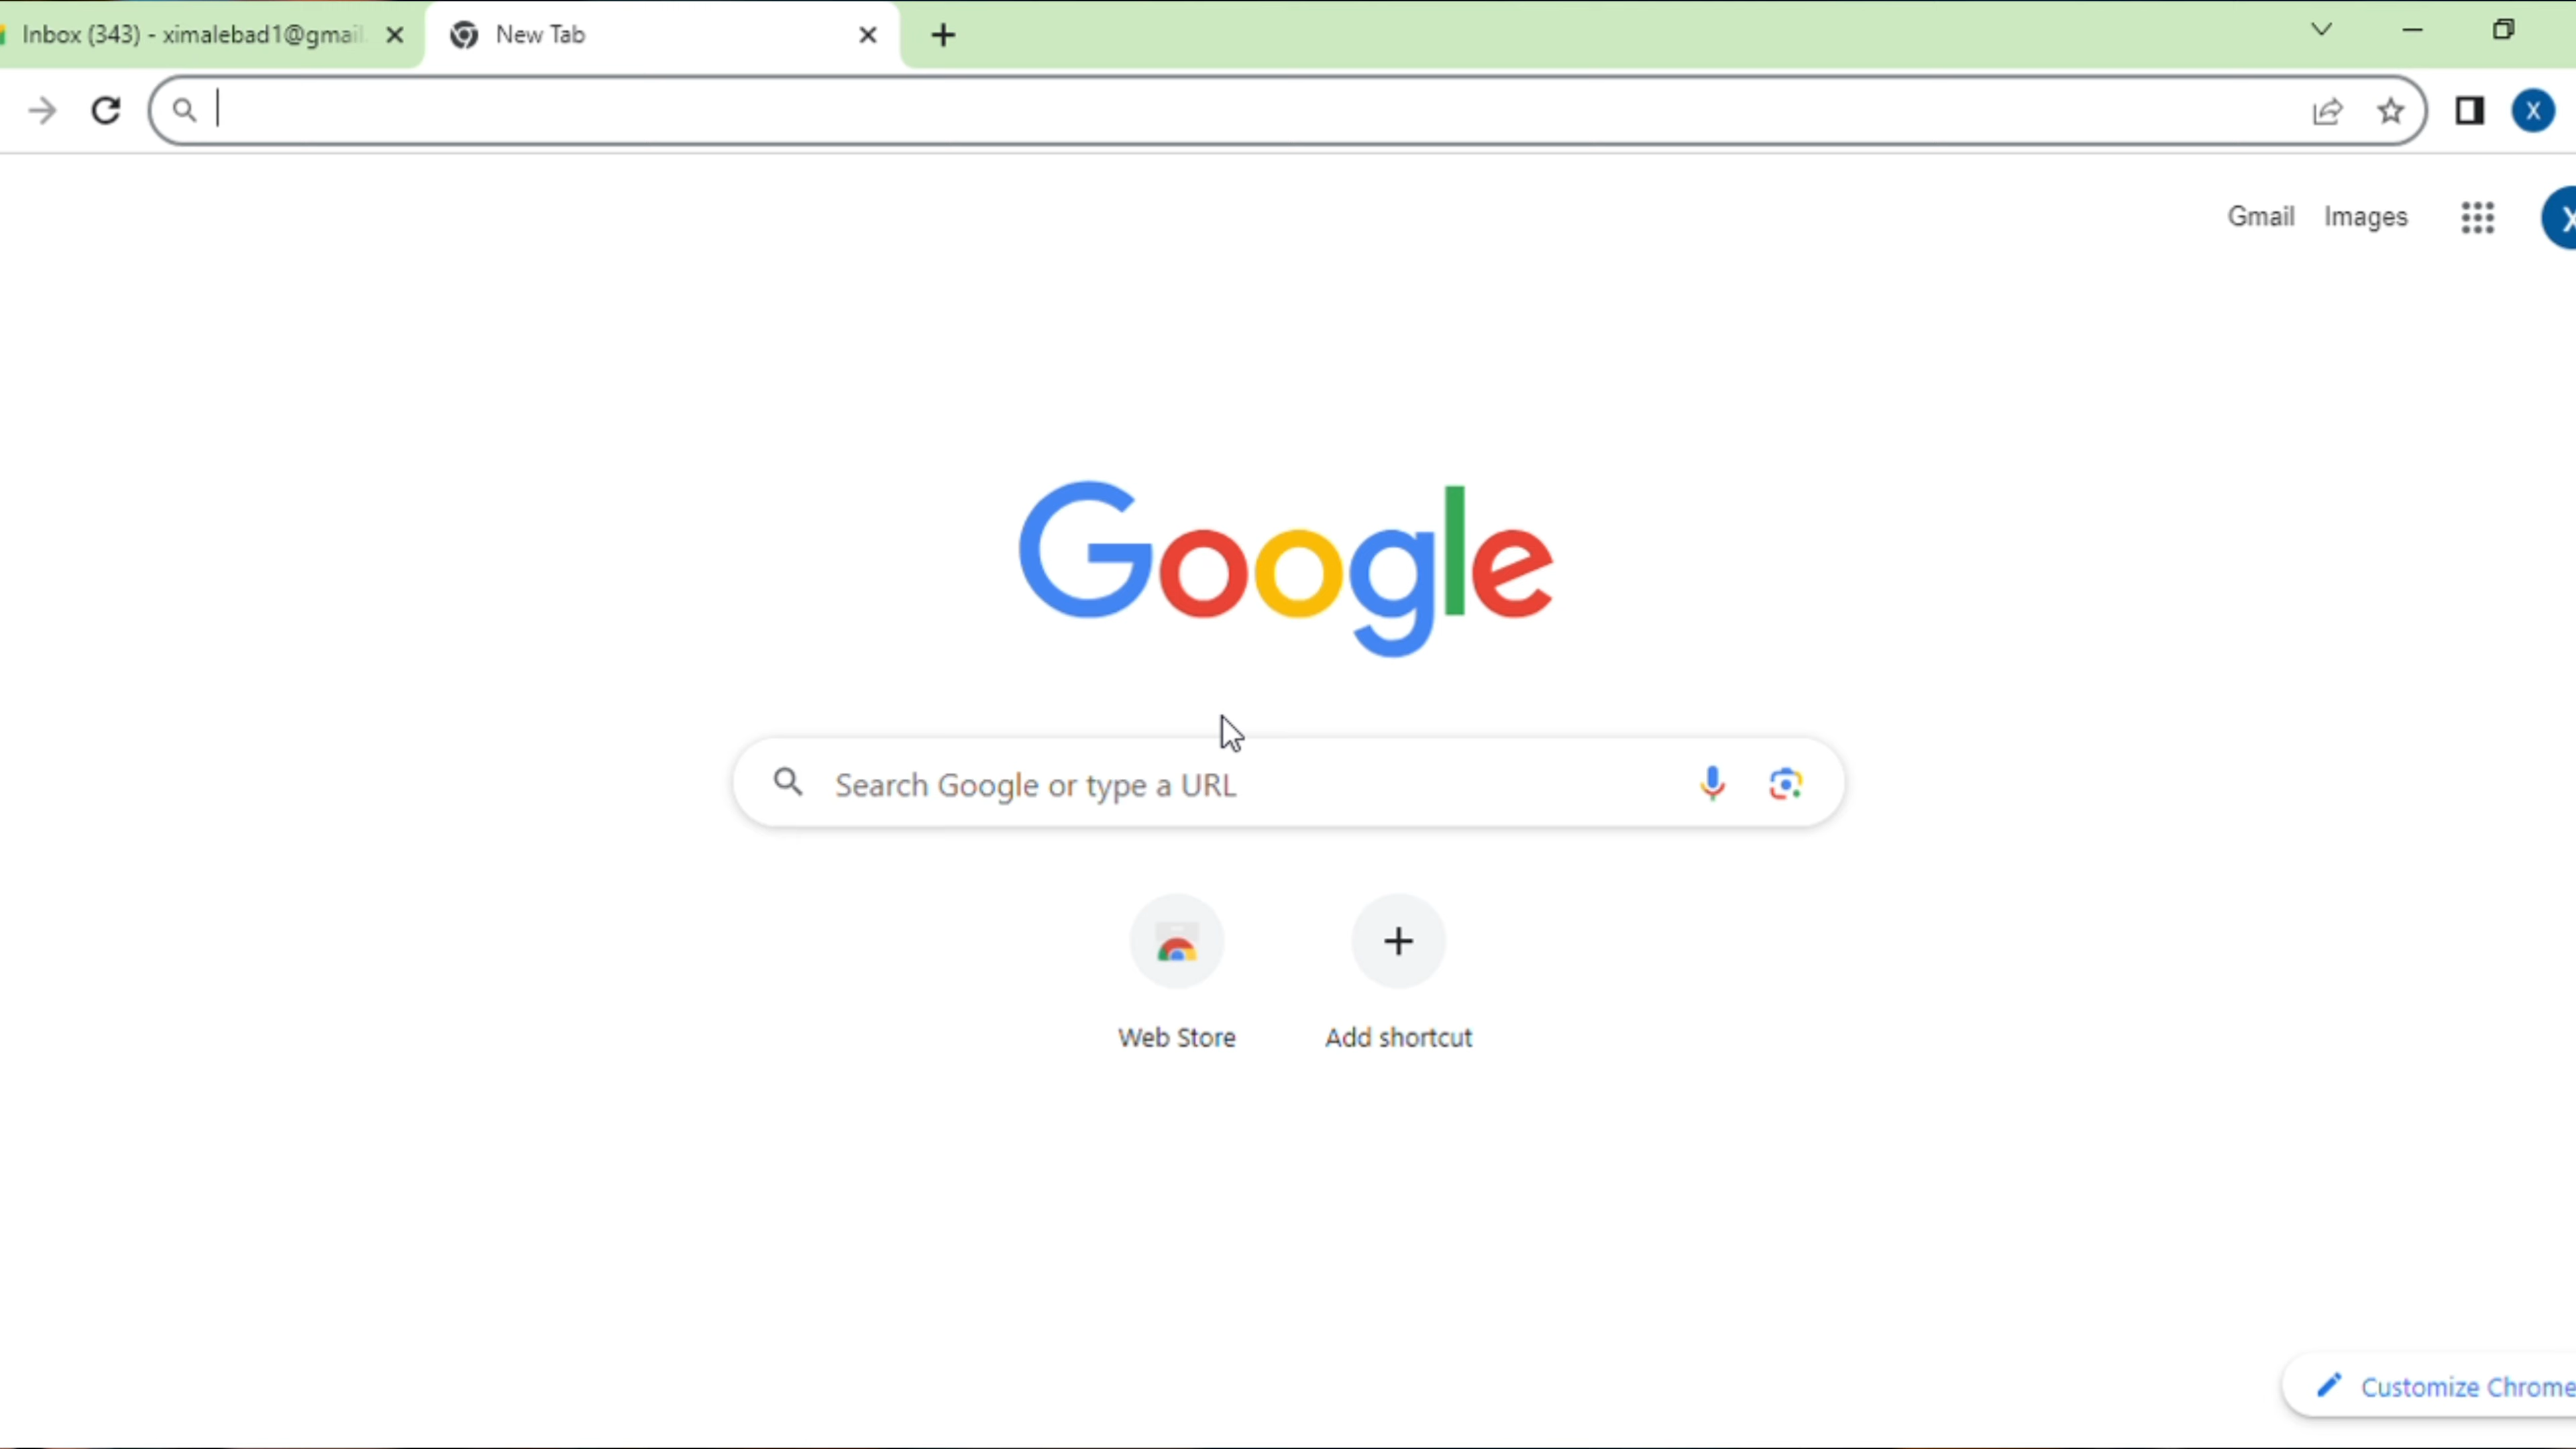 Inbox (343) - ximalebad1@gmail.
New Tab
X
Gmail Images
X
Google
Search Google or type a URL
Web Store
Add shortcut
Customize Chrome